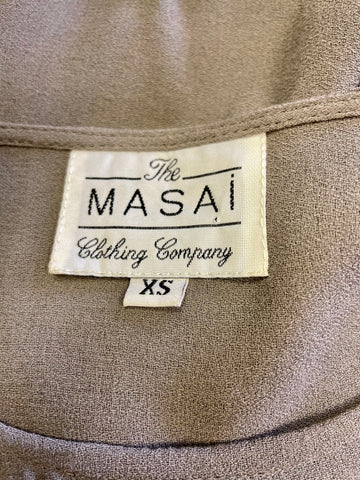 The
MASAi
Clothing Company
XS